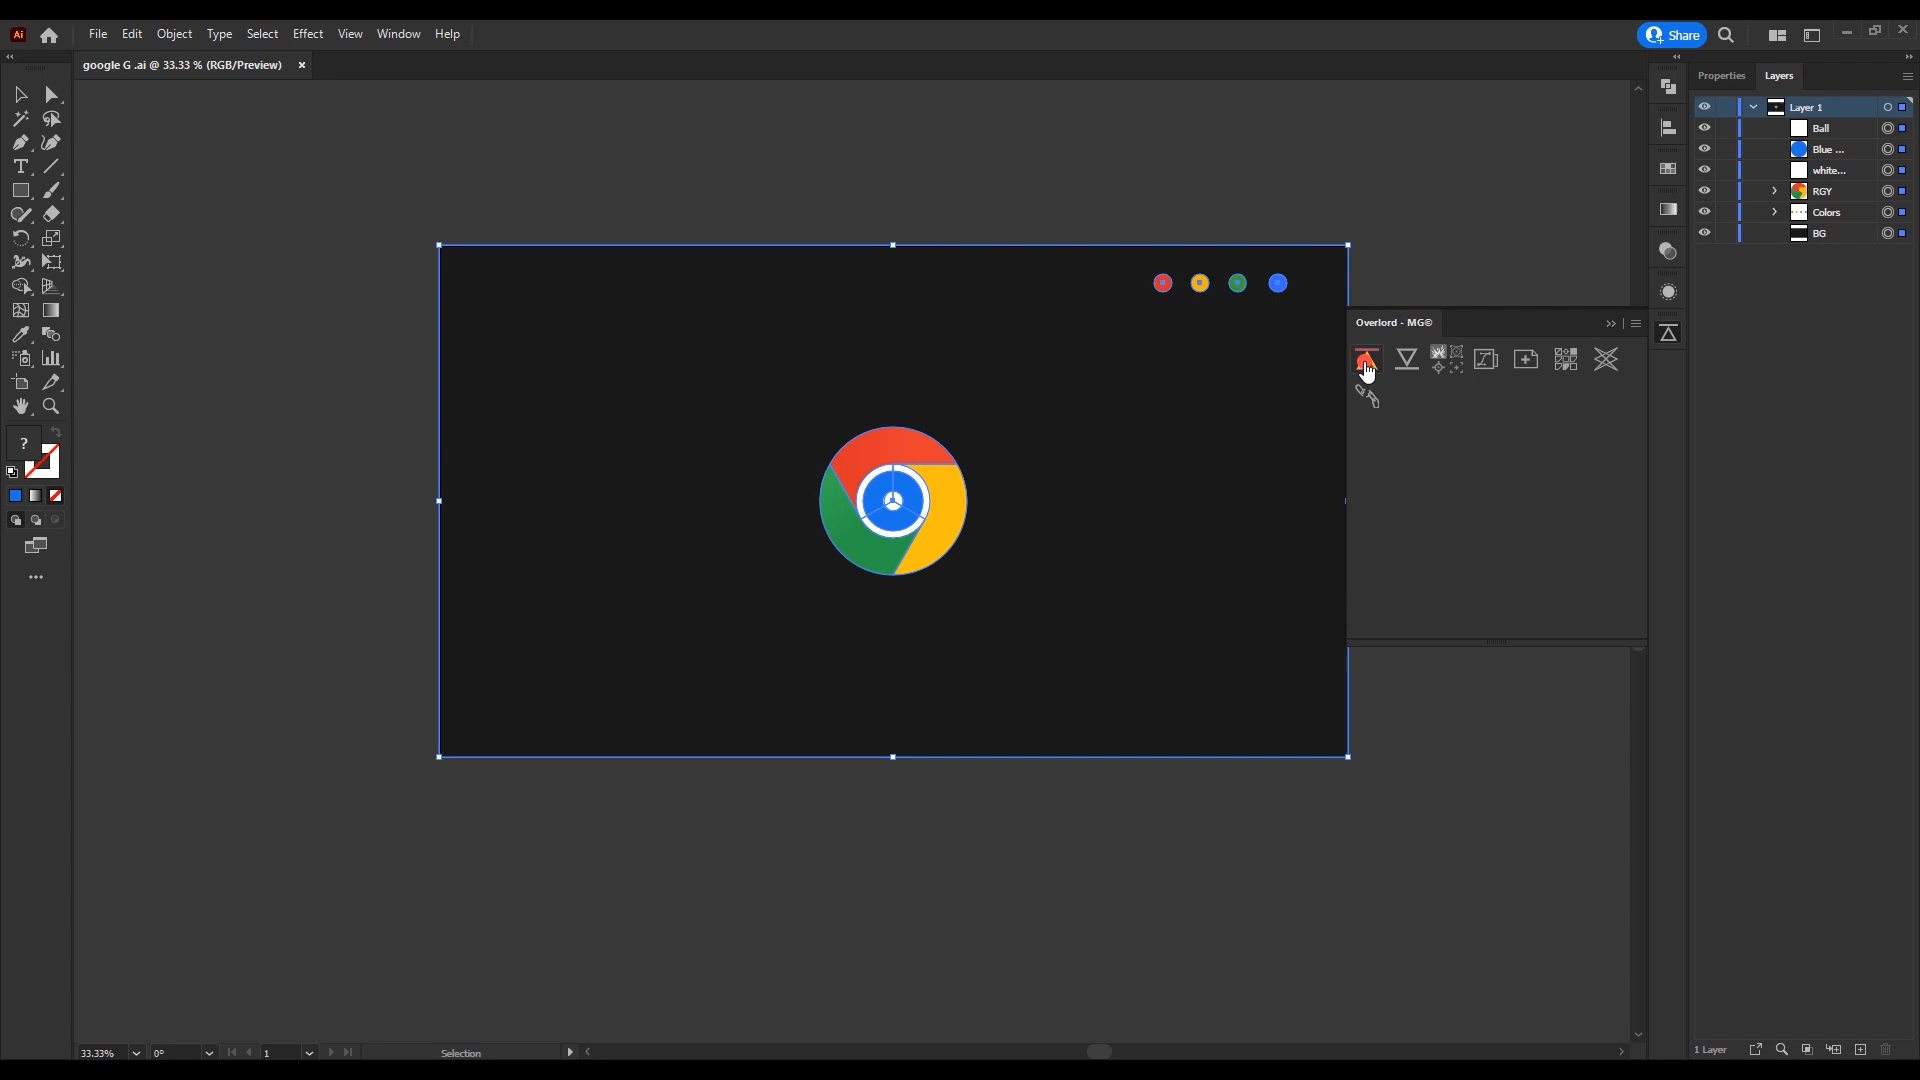 Ai File Edit Object Type Select Effect View Window Help Share
google G .ai @ 33.33 % (RGB/Preview) ×
Properties Layers
Layer 1
Ball
Blue ...
white...
RGY
Colors
BG
Overlord - MG©
?
33.33% 0° 1 Selection
1 Layer